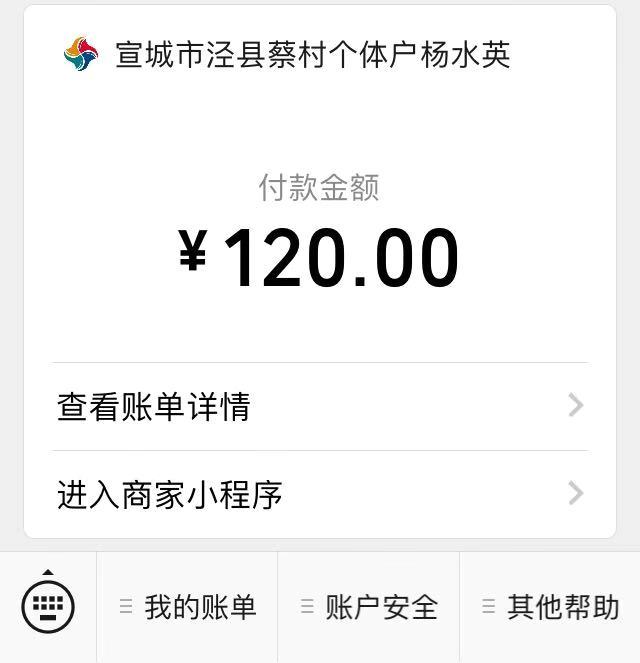 宣城市泾县蔡村个体户杨水英
付款金额
¥120.00
查看账单详情
进入商家小程序
我的账单
账户安全
其他帮助